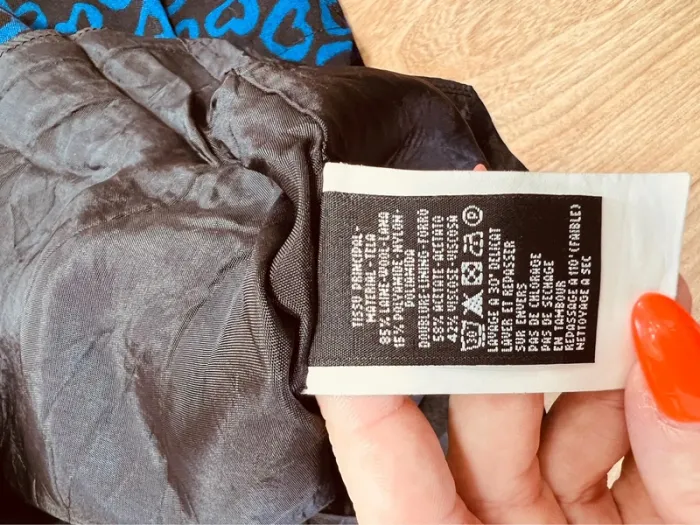 TISSU PRINCIPAL-
MATERIAL-TELA
85% LAINE-WOOL-LANA
15% POLYAMIDE-NYLON-
POLIAMIDA
DOUBLURE-LINING-FORRO
58% ACETATE-ACETATO
42% VISCOSE-VISCOSA
30 P
LAVAGE A 30° DELICAT
LAVER ET REPASSER
SUR ENVERS
PAS DE CHLORAGE
PAS DE SECHAGE
EN TAMBOUR
REPASSAGE A 110°(FAIBLE)
NETTOYAGE A SEC